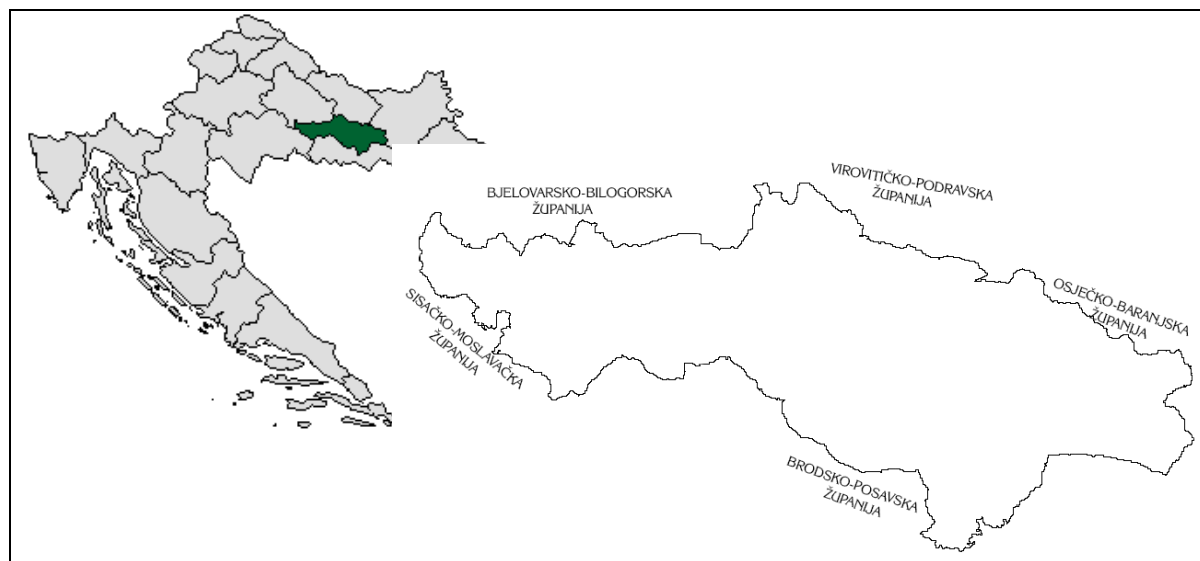 BJELOVARSKO-BILOGORSKA
ŽUPANIJA
VIROVITIČKO-PODRAVSKA
ŽUPANIJA
OSJEČKO-BARANJSKA
ŽUPANIJA
SISAČKO-MOSLAVAČKA
ŽUPANIJA
BRODSKO-POSAVSKA
ŽUPANIJA